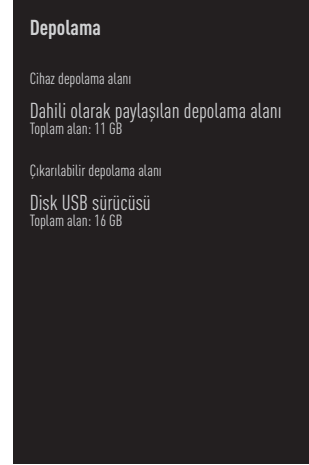 Depolama
Cihaz depolama alanı
Dahili olarak paylaşılan depolama alanı
Toplam alan: 11 GB
Çıkarılabilir depolama alanı
Disk USB sürücüsü
Toplam alan: 16 GB